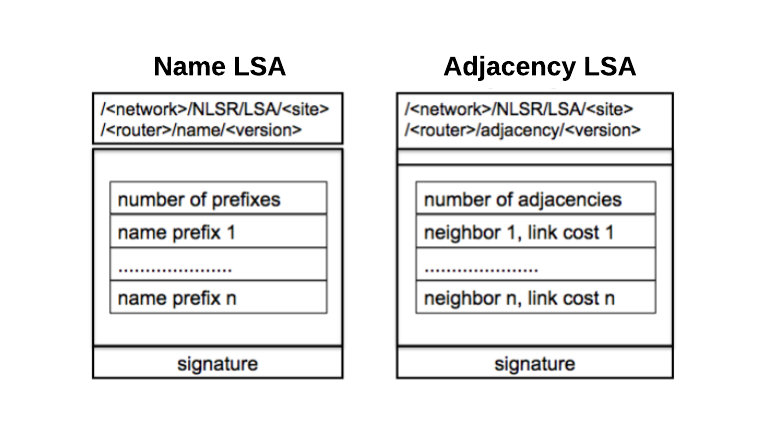 Name LSA
/<network>/NLSR/LSA/<site>
/<router>/name/<version>
number of prefixes
name prefix 1
.....................
name prefix n
signature
Adjacency LSA
/<network>/NLSR/LSA/<site>
/<router>/adjacency/<version>
number of adjacencies
neighbor 1, link cost 1
.....................
neighbor n, link cost n
signature